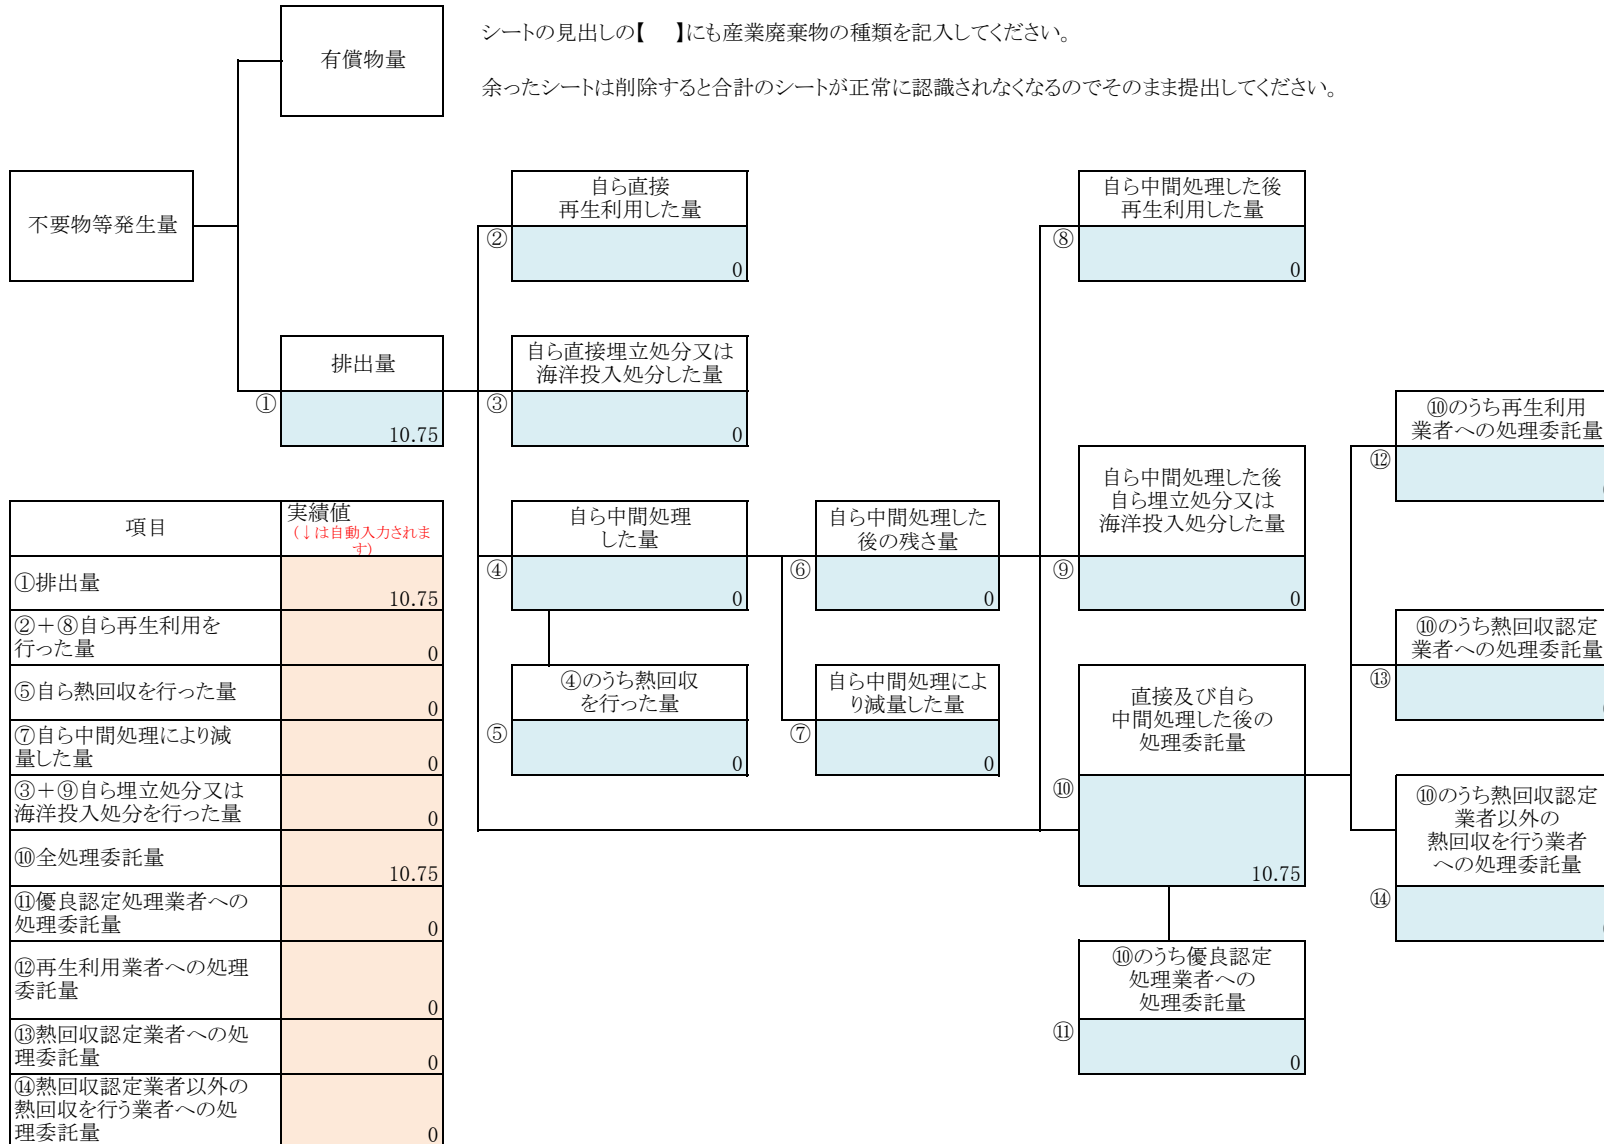 シートの見出しの【　】にも産業廃棄物の種類を記入してください。
有償物量
余ったシートは削除すると合計のシートが正常に認識されなくなるのでそのまま提出してください。
不要物等発生量
自ら直接
再生利用した量
②
0
自ら中間処理した後
再生利用した量
⑧
0
排出量
①
10.75
自ら直接埋立処分又は
海洋投入処分した量
③
0
⑩のうち再生利用
業者への処理委託量
⑫
自ら中間処理
した量
④
0
自ら中間処理した
後の残さ量
⑥
0
自ら中間処理した後
自ら埋立処分又は
海洋投入処分した量
⑨
0
⑩のうち熱回収認定
業者への処理委託量
⑬
④のうち熱回収
を行った量
⑤
0
自ら中間処理によ
り減量した量
⑦
0
直接及び自ら
中間処理した後の
処理委託量
⑩
10.75
⑩のうち熱回収認定
業者以外の
熱回収を行う業者
への処理委託量
⑭
⑩のうち優良認定
処理業者への
処理委託量
⑪
0
項目
実績値
(↓は自動入力されま
す)
①排出量
10.75
②＋⑧自ら再生利用を
行った量
0
⑤自ら熱回収を行った量
0
⑦自ら中間処理により減
量した量
0
③＋⑨自ら埋立処分又は
海洋投入処分を行った量
0
⑩全処理委託量
10.75
⑪優良認定処理業者への
処理委託量
0
⑫再生利用業者への処理
委託量
0
⑬熱回収認定業者への処
理委託量
0
⑭熱回収認定業者以外の
熱回収を行う業者への処
理委託量
0